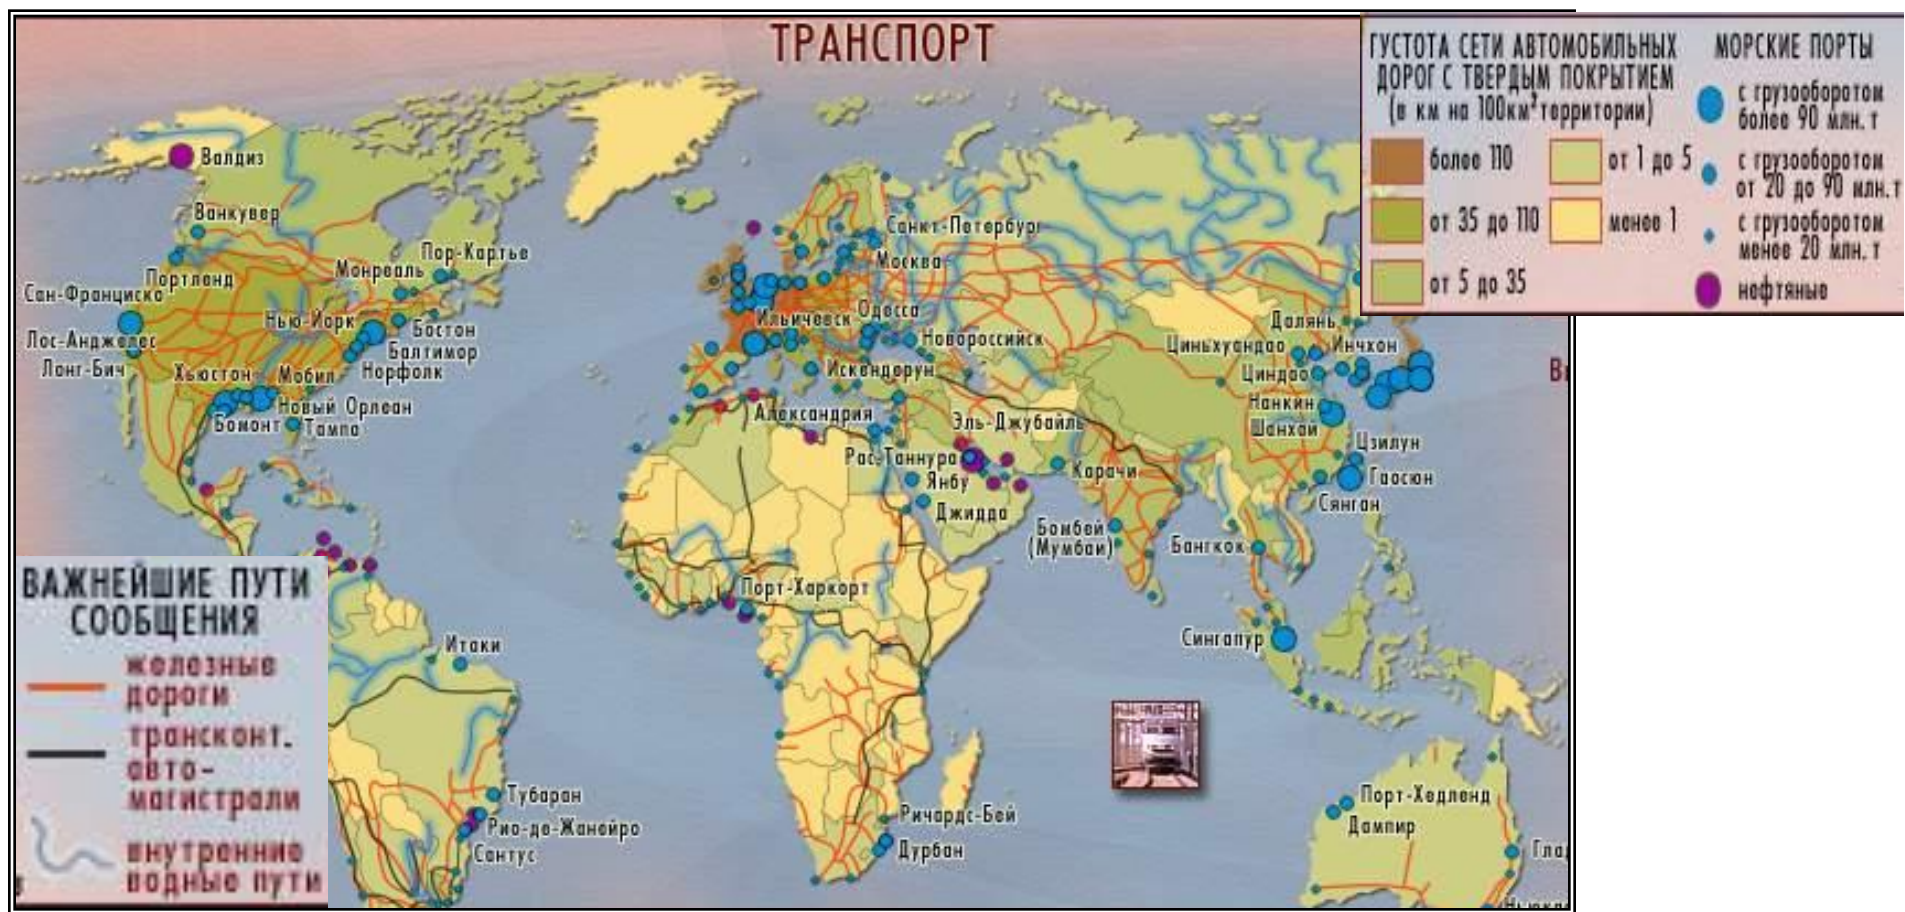 ТРАНСПОРТ
ГУСТОТА СЕТИ АВТОМОБИЛЬНЫХ
ДОРОГ С ТВЕРДЫМ ПОКРЫТИЕМ
(в км на 100км² территории)
более 110
от 35 до 110
от 5 до 35
от 1 до 5
менее 1
МОРСКИЕ ПОРТЫ
с грузооборотом
более 90 млн. т
с грузооборотом
от 20 до 90 млн. т
с грузооборотом
менее 20 млн. т
нефтяные
Валдиз
Ванкувер
Портленд
Сан-Франциско
Лос-Анджелес
Лонг-Бич
Монреаль
Пор-Картье
Нью-Йорк
Бостон
Балтимор
Норфолк
Хьюстон
Мобил
Новый Орлеан
Бомонт
Тампа
Санкт-Петербург
Москва
Ильичевск
Одесса
Новороссийск
Искендерун
Александрия
Эль-Джубайль
Рас-Таннура
Янбу
Джидда
Карачи
Бомбей
(Мумбаи)
Бангкок
Сингапур
Далянь
Циньхуандао
Инчхон
Циндао
Нанкин
Шанхай
Цзилун
Гаосюн
Сянган
Ви
Порт-Харкорт
Итаки
Тубаран
Рио-де-Жанейро
Сантус
Ричардс-Бей
Дурбан
Порт-Хедленд
Дампир
Гла
Ньюка
ВАЖНЕЙШИЕ ПУТИ
СООБЩЕНИЯ
железные
дороги
трансконт.
авто-
магистрали
внутренние
водные пути